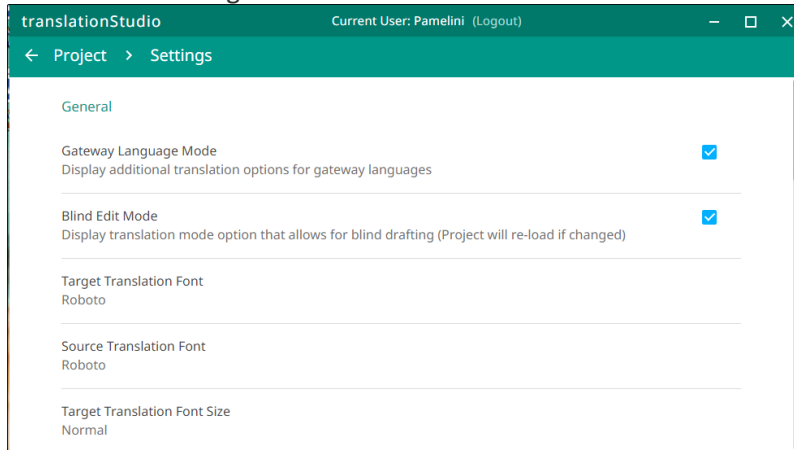 translationStudio Current User: Pamelini (Logout)
Project > Settings
General
Gateway Language Mode
Display additional translation options for gateway languages
Blind Edit Mode
Display translation mode option that allows for blind drafting (Project will re-load if changed)
Target Translation Font
Roboto
Source Translation Font
Roboto
Target Translation Font Size
Normal